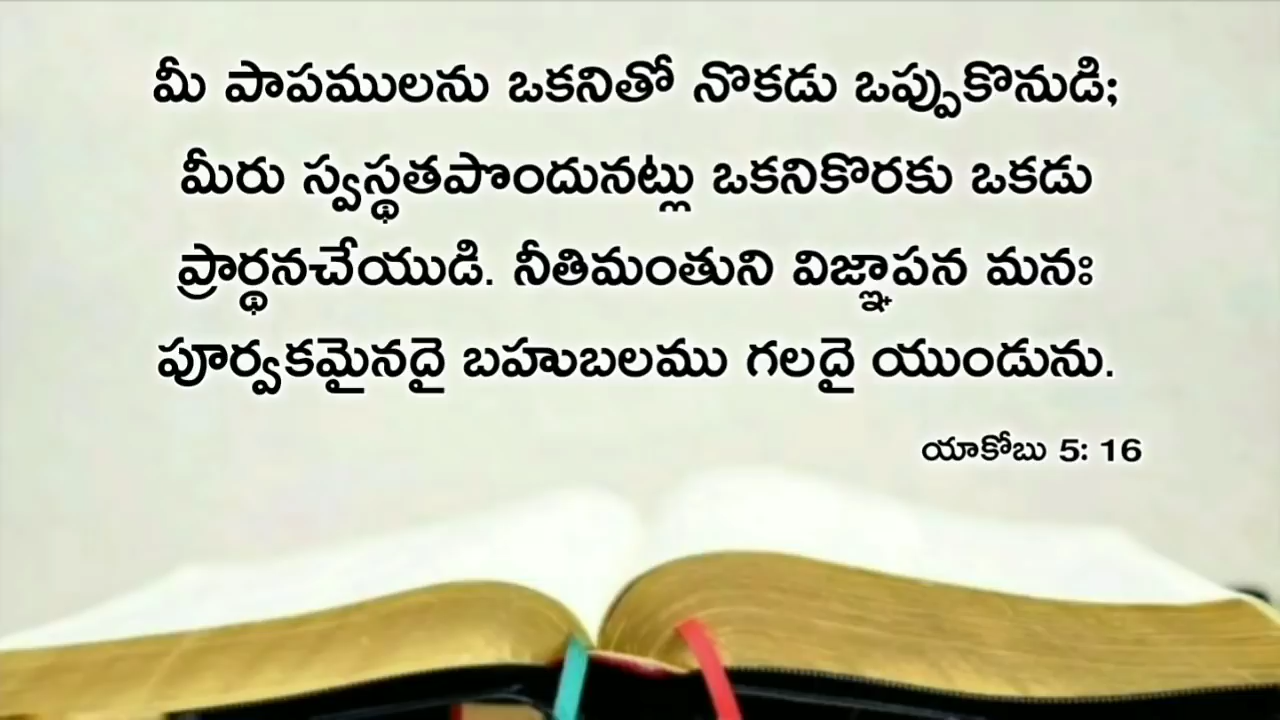 మీ పాపములను ఒకనితో నొకడు ఒప్పుకొనుడి;
మీరు స్వస్థతపొందునట్లు ఒకనికొరకు ఒకడు
ప్రార్థనచేయుడి. నీతిమంతుని విజ్ఞాపన మనః
పూర్వకమైనదై బహుబలము గలదై యుండును.
యాకోబు 5: 16